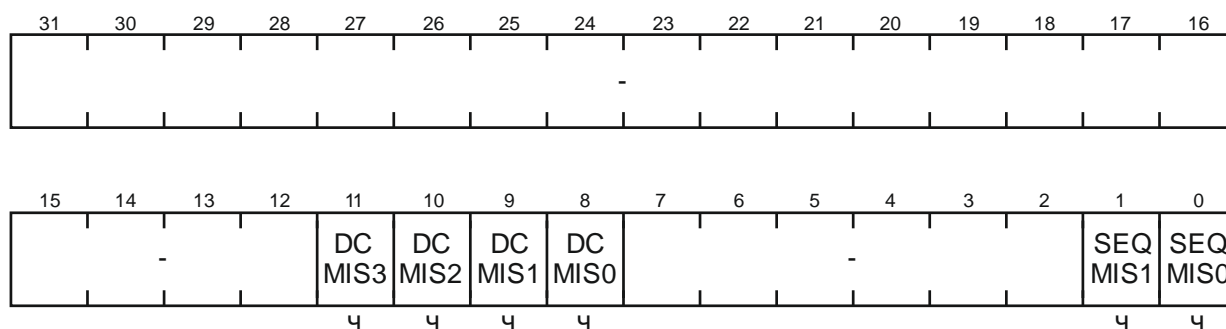 31 30 29 28 27 26 25 24 23 22 21 20 19 18 17 16
-
15 14 13 12 11 10 9 8 7 6 5 4 3 2 1 0
- DC MIS3 DC MIS2 DC MIS1 DC MIS0 - SEQ MIS1 SEQ MIS0
Ч Ч Ч Ч Ч Ч